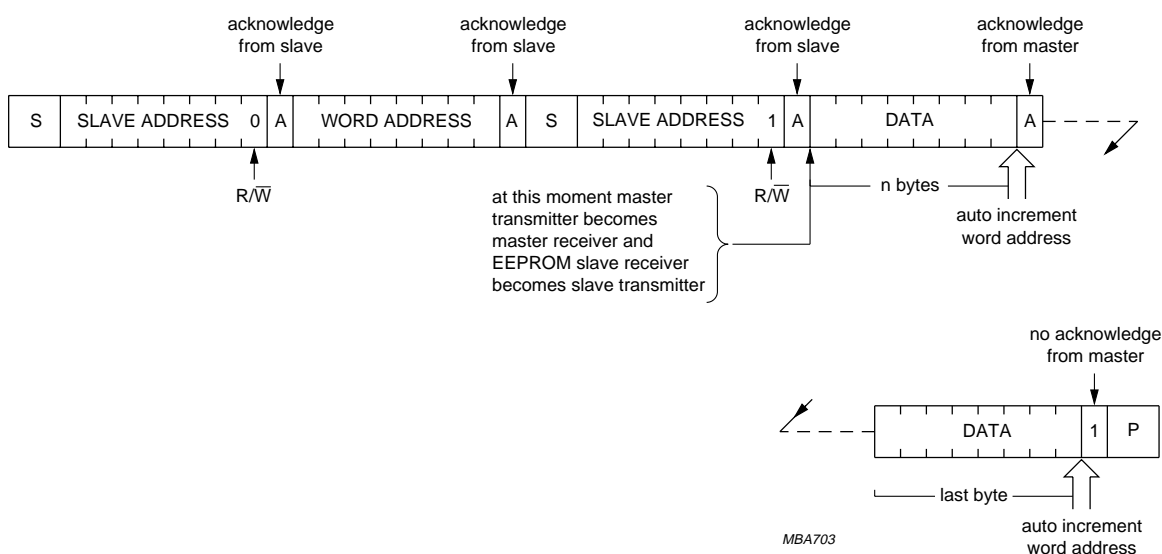 acknowledge
from slave
acknowledge
from slave
acknowledge
from slave
acknowledge
from master
S SLAVE ADDRESS 0 A WORD ADDRESS A S SLAVE ADDRESS 1 A DATA A
R/W̅
R/W̅
n bytes
auto increment
word address
at this moment master
transmitter becomes
master receiver and
EEPROM slave receiver
becomes slave transmitter
no acknowledge
from master
DATA 1 P
last byte
auto increment
word address
MBA703